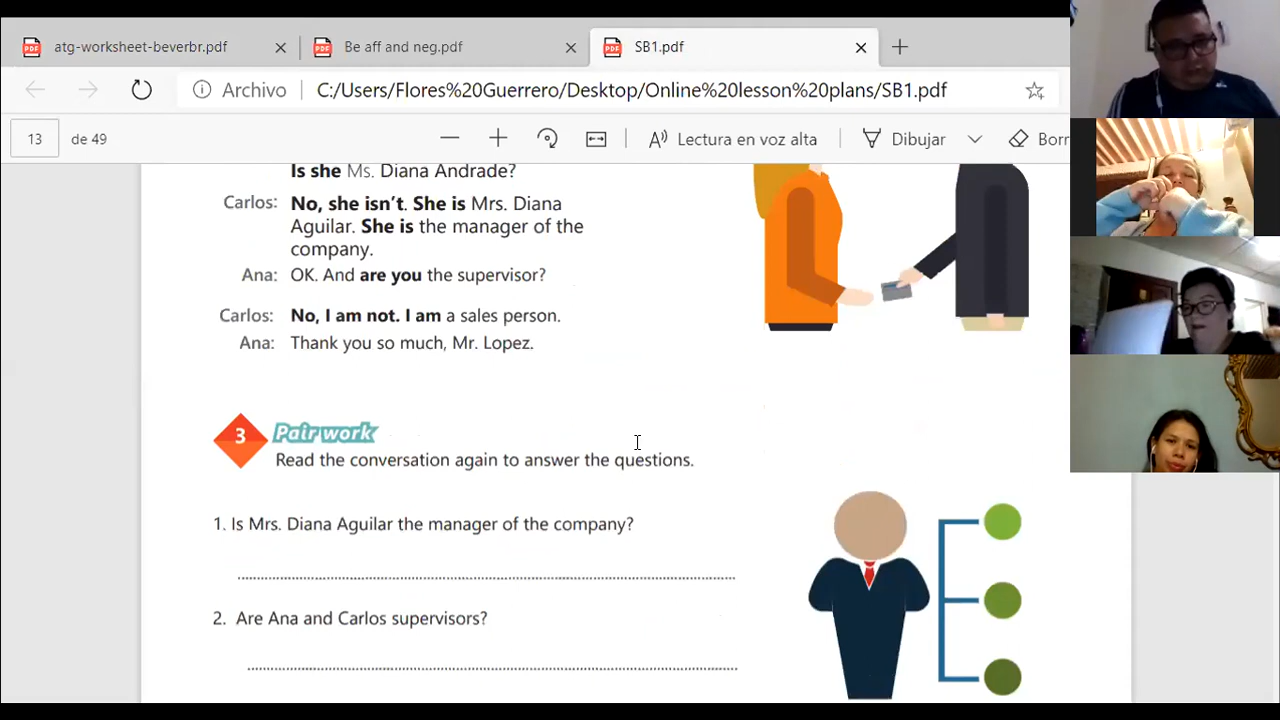 atg-worksheet-beverbr.pdf
Be aff and neg.pdf
SB1.pdf
Archivo
C:/Users/Flores%20Guerrero/Desktop/Online%20lesson%20plans/SB1.pdf
13 de 49
Lectura en voz alta
Dibujar
Borr
Is she Ms. Diana Andrade?
Carlos: No, she isn't. She is Mrs. Diana
Aguilar. She is the manager of the
company.
Ana: OK. And are you the supervisor?
Carlos: No, I am not. I am a sales person.
Ana: Thank you so much, Mr. Lopez.
3 Pair work
Read the conversation again to answer the questions.
1. Is Mrs. Diana Aguilar the manager of the company?
2. Are Ana and Carlos supervisors?